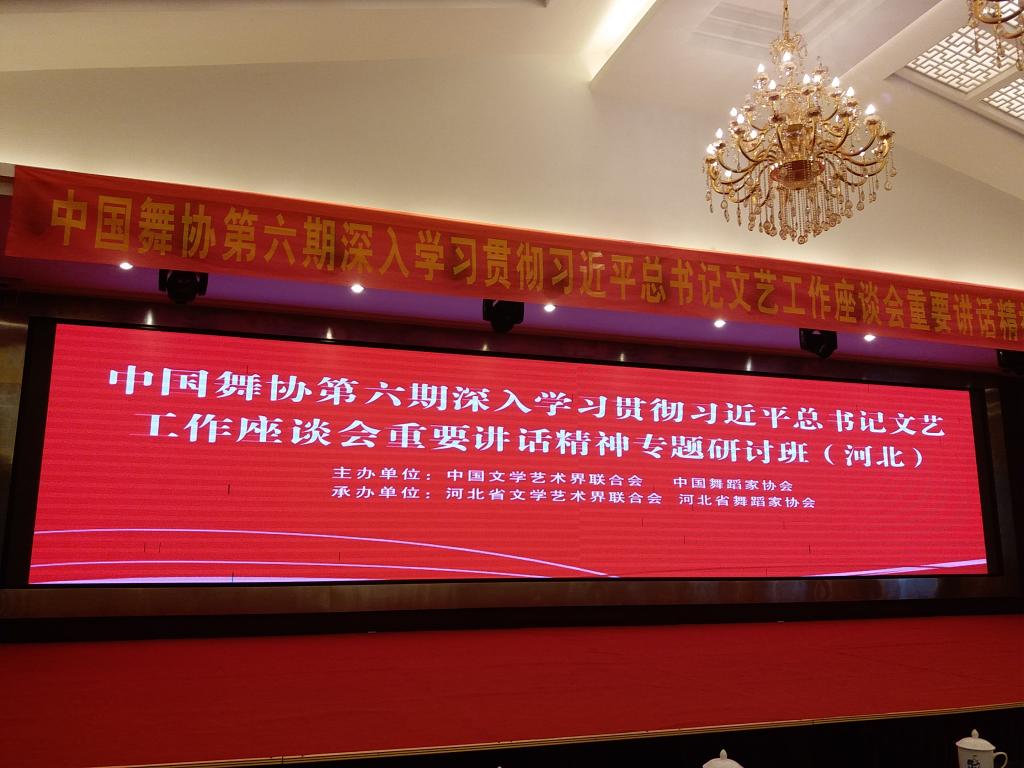 中国舞协第六期深入学习贯彻习近平总书记文艺工作座谈会重要讲话精
中国舞协第六期深入学习贯彻习近平总书记文艺
工作座谈会重要讲话精神专题研讨班（河北）
主办单位：中国文学艺术界联合会 中国舞蹈家协会
承办单位：河北省文学艺术界联合会 河北省舞蹈家协会